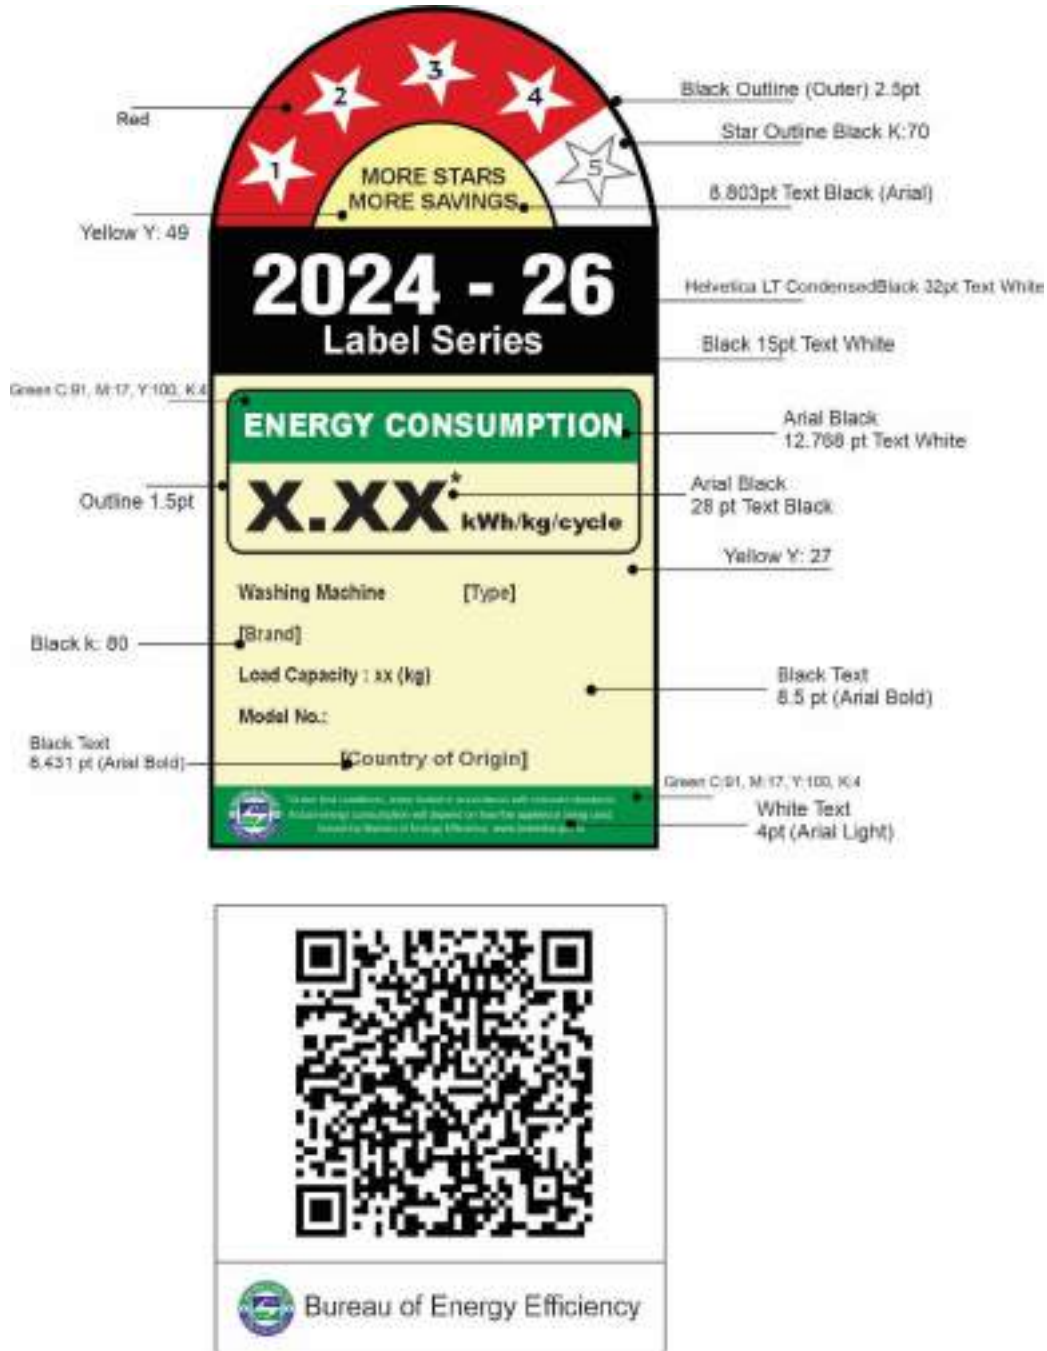 3
2
4
1
5
MORE STARS
MORE SAVINGS
Red
Yellow Y: 49
Black Outline (Outer) 2.5pt
Star Outline Black K:70
8.803pt Text Black (Arial)
2024 - 26
Label Series
Helvetica LT CondensedBlack 32pt Text White
Black 15pt Text White
Green C:91, M:17, Y:100, K:4
ENERGY CONSUMPTION
Arial Black
12.768 pt Text White
Outline 1.5pt
X.XX*
kWh/kg/cycle
Arial Black
28 pt Text Black
Yellow Y: 27
Washing Machine [Type]
[Brand]
Load Capacity : xx (kg)
Model No.:
[Country of Origin]
Black k: 80
Black Text
8.5 pt (Arial Bold)
Black Text
8.431 pt (Arial Bold)
Green C:91, M:17, Y:100, K:4
White Text
4pt (Arial Light)
Bureau of Energy Efficiency